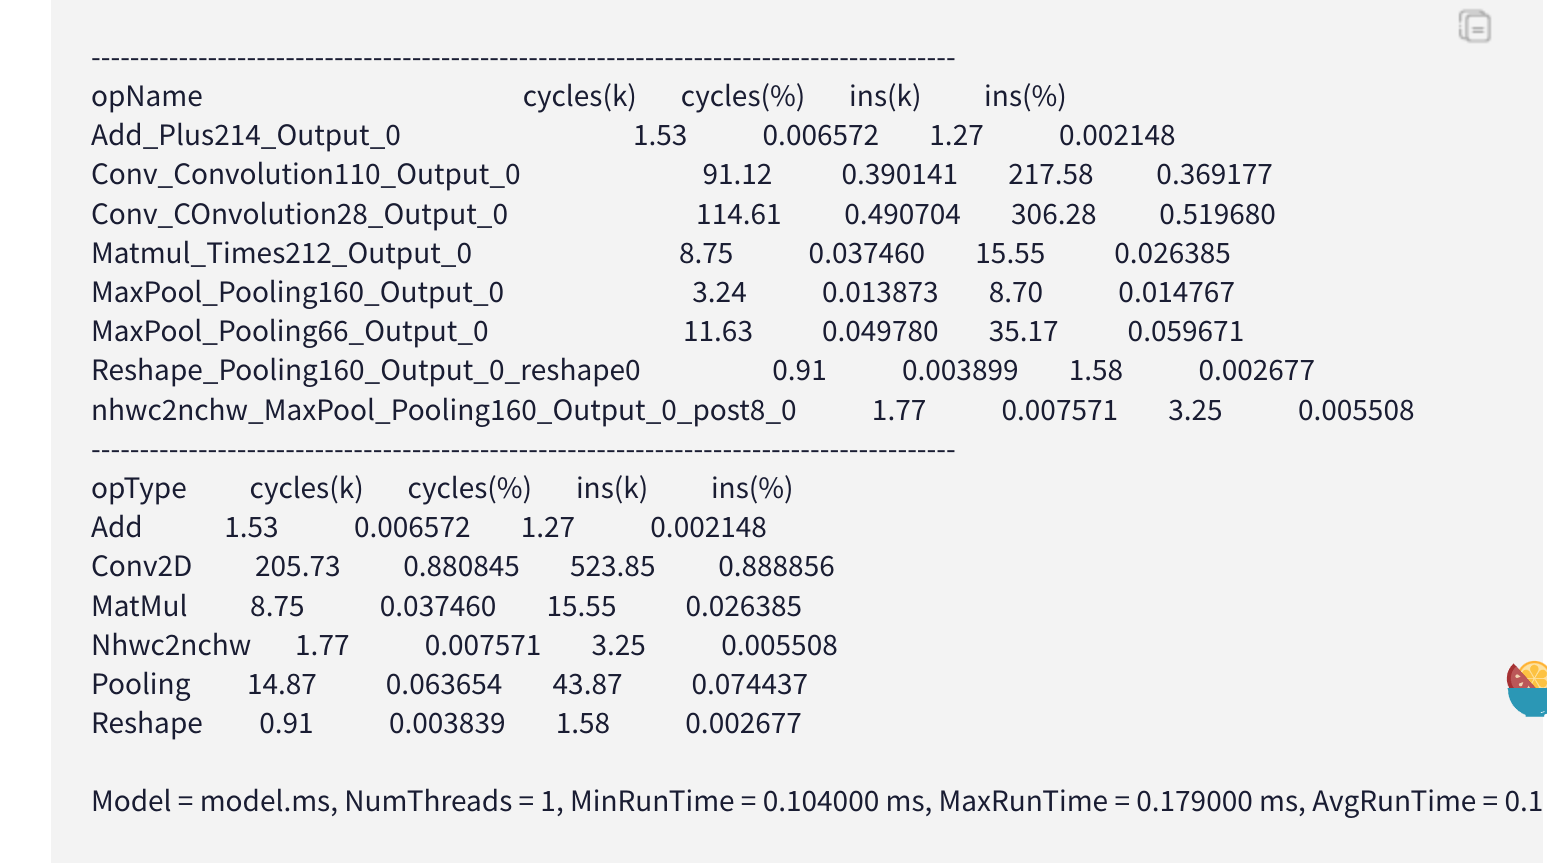 -----------------------------------------------------------------------------------------
opName cycles(k) cycles(%) ins(k) ins(%)
Add_Plus214_Output_0 1.53 0.006572 1.27 0.002148
Conv_Convolution110_Output_0 91.12 0.390141 217.58 0.369177
Conv_COnvolution28_Output_0 114.61 0.490704 306.28 0.519680
Matmul_Times212_Output_0 8.75 0.037460 15.55 0.026385
MaxPool_Pooling160_Output_0 3.24 0.013873 8.70 0.014767
MaxPool_Pooling66_Output_0 11.63 0.049780 35.17 0.059671
Reshape_Pooling160_Output_0_reshape0 0.91 0.003899 1.58 0.002677
nhwc2nchw_MaxPool_Pooling160_Output_0_post8_0 1.77 0.007571 3.25 0.005508
-----------------------------------------------------------------------------------------
opType cycles(k) cycles(%) ins(k) ins(%)
Add 1.53 0.006572 1.27 0.002148
Conv2D 205.73 0.880845 523.85 0.888856
MatMul 8.75 0.037460 15.55 0.026385
Nhwc2nchw 1.77 0.007571 3.25 0.005508
Pooling 14.87 0.063654 43.87 0.074437
Reshape 0.91 0.003839 1.58 0.002677
Model = model.ms, NumThreads = 1, MinRunTime = 0.104000 ms, MaxRunTime = 0.179000 ms, AvgRunTime = 0.1